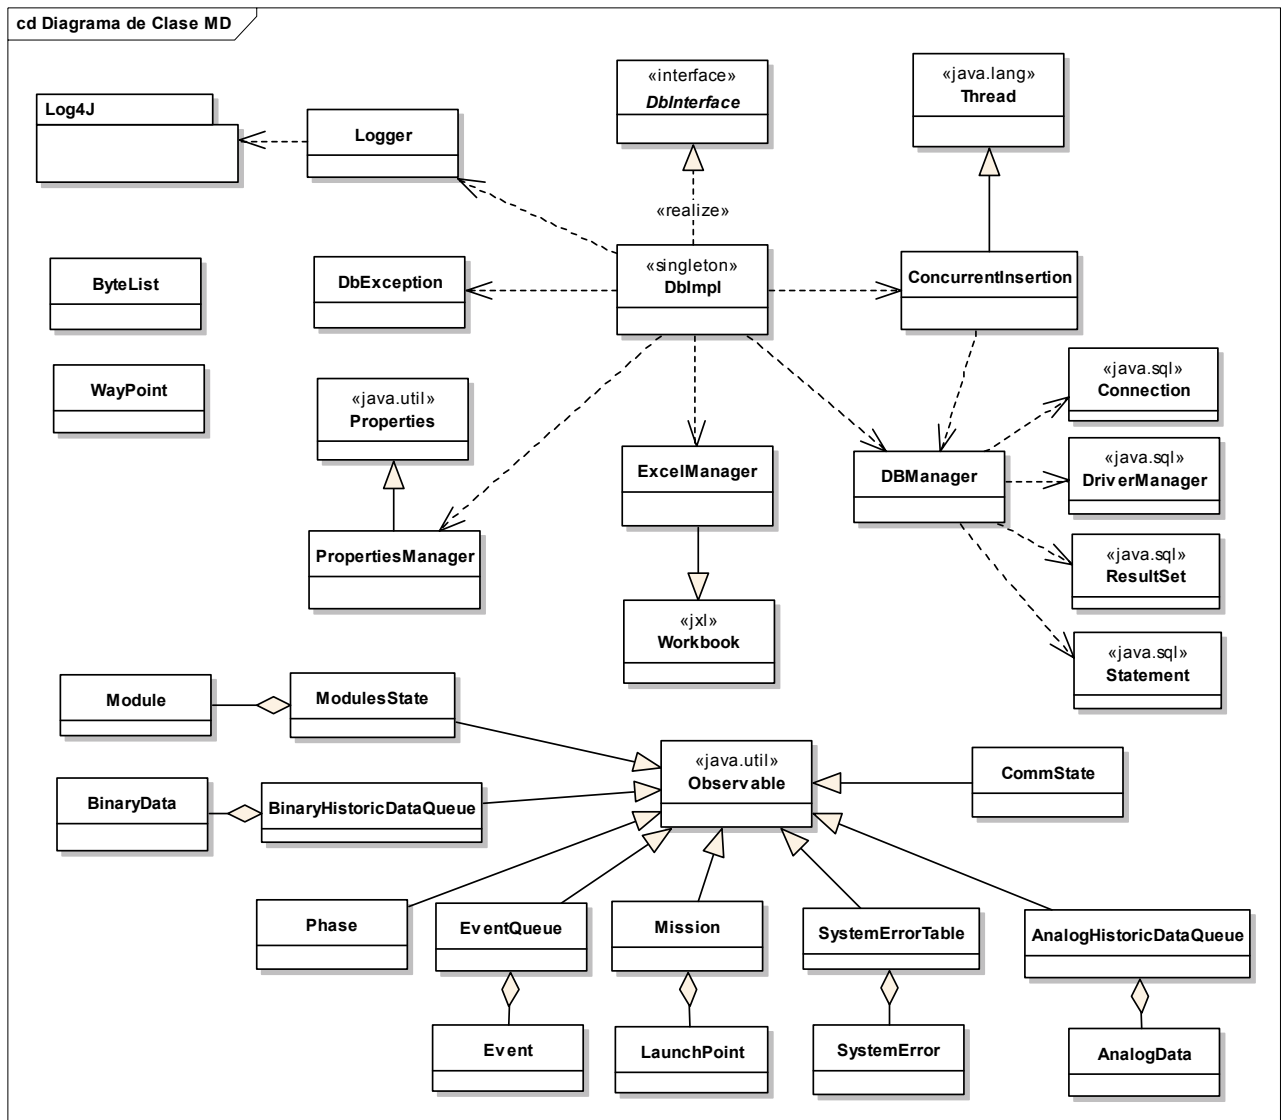 cd Diagrama de Clase MD
«interface»
DbInterface
«java.lang»
Thread
Log4J
Logger
«realize»
ByteList
DbException
«singleton»
DbImpl
ConcurrentInsertion
WayPoint
«java.util»
Properties
«java.sql»
Connection
ExcelManager
DBManager
«java.sql»
DriverManager
PropertiesManager
«java.sql»
ResultSet
«jxl»
Workbook
«java.sql»
Statement
Module
ModulesState
«java.util»
Observable
CommState
BinaryData
BinaryHistoricDataQueue
Phase
EventQueue
Mission
SystemErrorTable
AnalogHistoricDataQueue
Event
LaunchPoint
SystemError
AnalogData